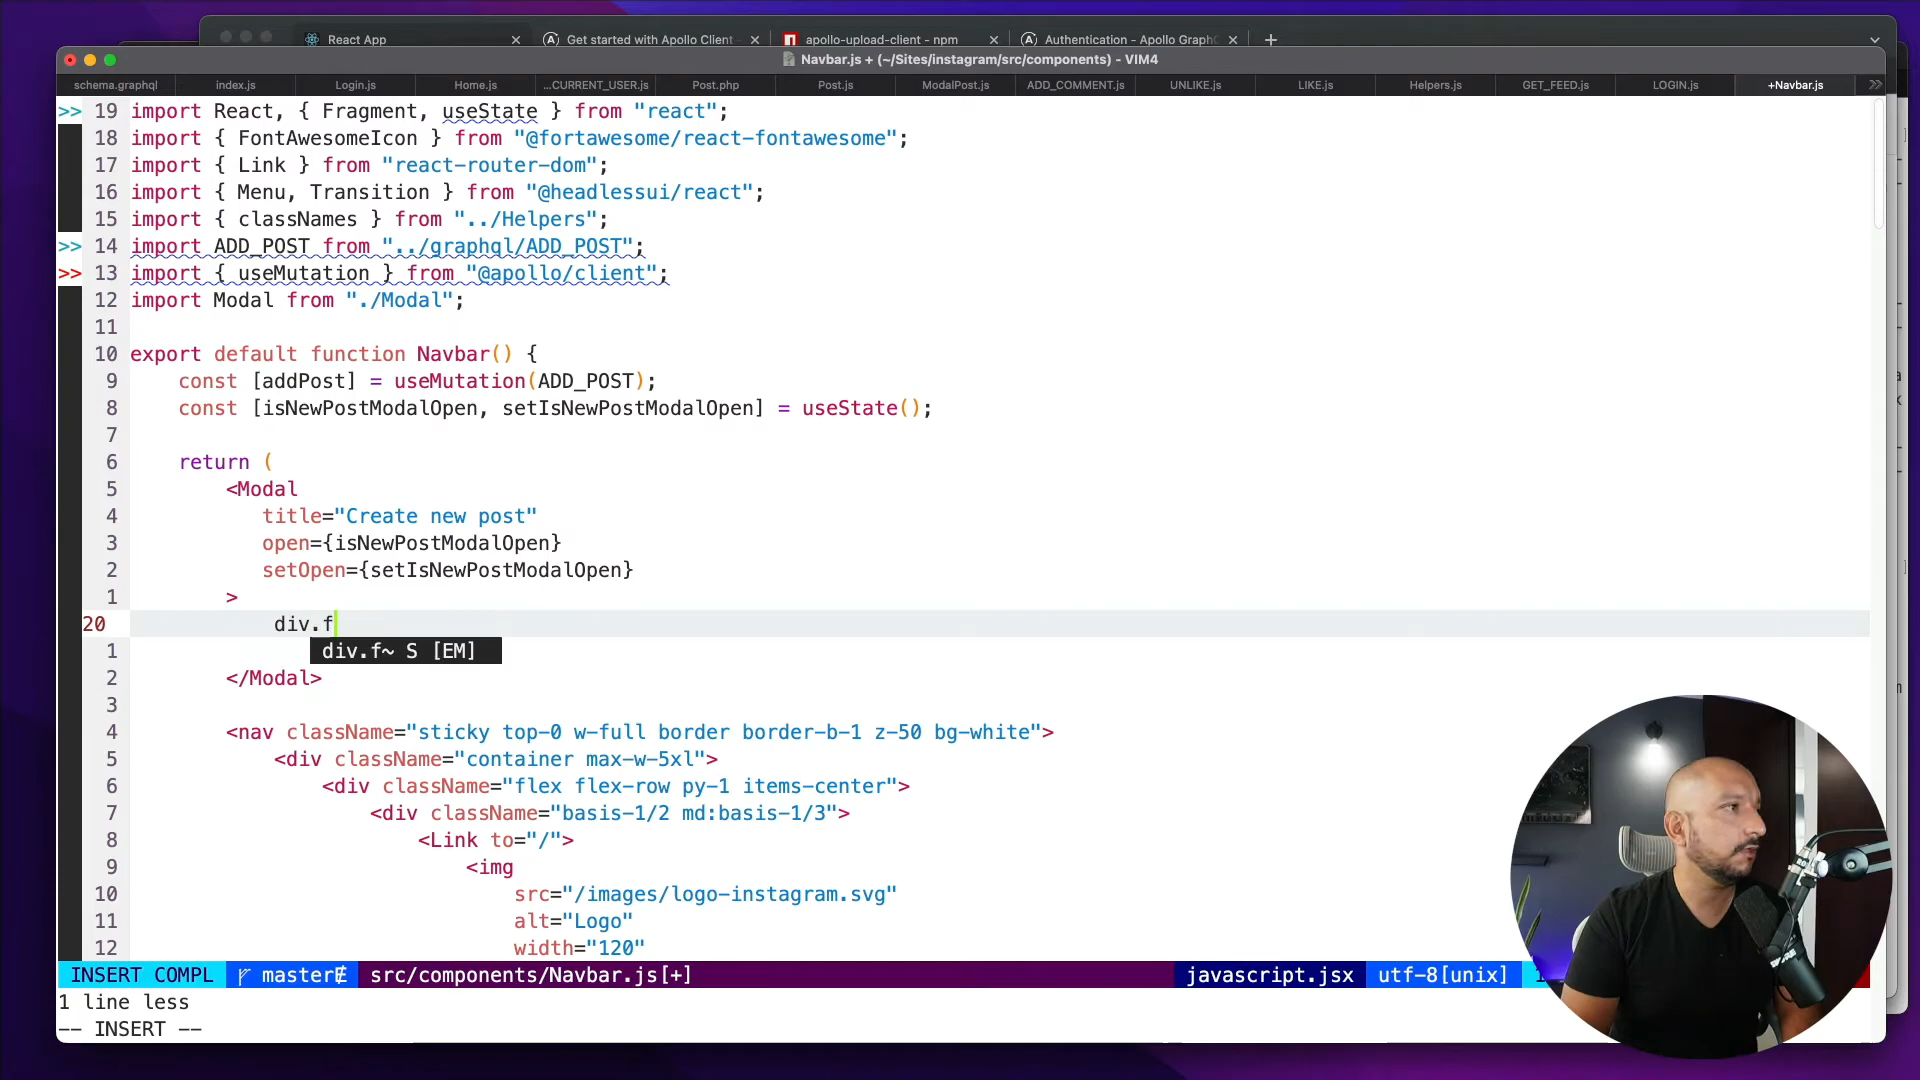 React App
Get started with Apollo Client
apollo-upload-client - npm
Authentication - Apollo GraphQ
Navbar.js + (~/Sites/instagram/src/components) - VIM4
schema.graphql
index.js
Login.js
Home.js
...CURRENT_USER.js
Post.php
Post.js
ModalPost.js
ADD_COMMENT.js
UNLIKE.js
LIKE.js
Helpers.js
GET_FEED.js
LOGIN.js
+Navbar.js
>> 19 import React, { Fragment, useState } from "react";
18 import { FontAwesomeIcon } from "@fortawesome/react-fontawesome";
17 import { Link } from "react-router-dom";
16 import { Menu, Transition } from "@headlessui/react";
15 import { classNames } from "../Helpers";
>> 14 import ADD_POST from "../graphql/ADD_POST";
>> 13 import { useMutation } from "@apollo/client";
12 import Modal from "./Modal";
11
10 export default function Navbar() {
9 const [addPost] = useMutation(ADD_POST);
8 const [isNewPostModalOpen, setIsNewPostModalOpen] = useState();
7
6 return (
5 <Modal
4 title="Create new post"
3 open={isNewPostModalOpen}
2 setOpen={setIsNewPostModalOpen}
1 >
20 div.f
1 div.f~ S [EM]
2 </Modal>
3
4 <nav className="sticky top-0 w-full border border-b-1 z-50 bg-white">
5 <div className="container max-w-5xl">
6 <div className="flex flex-row py-1 items-center">
7 <div className="basis-1/2 md:basis-1/3">
8 <Link to="/">
9 <img
10 src="/images/logo-instagram.svg"
11 alt="Logo"
12 width="120"
INSERT COMPL master src/components/Navbar.js[+] javascript.jsx utf-8[unix]
1 line less
-- INSERT --